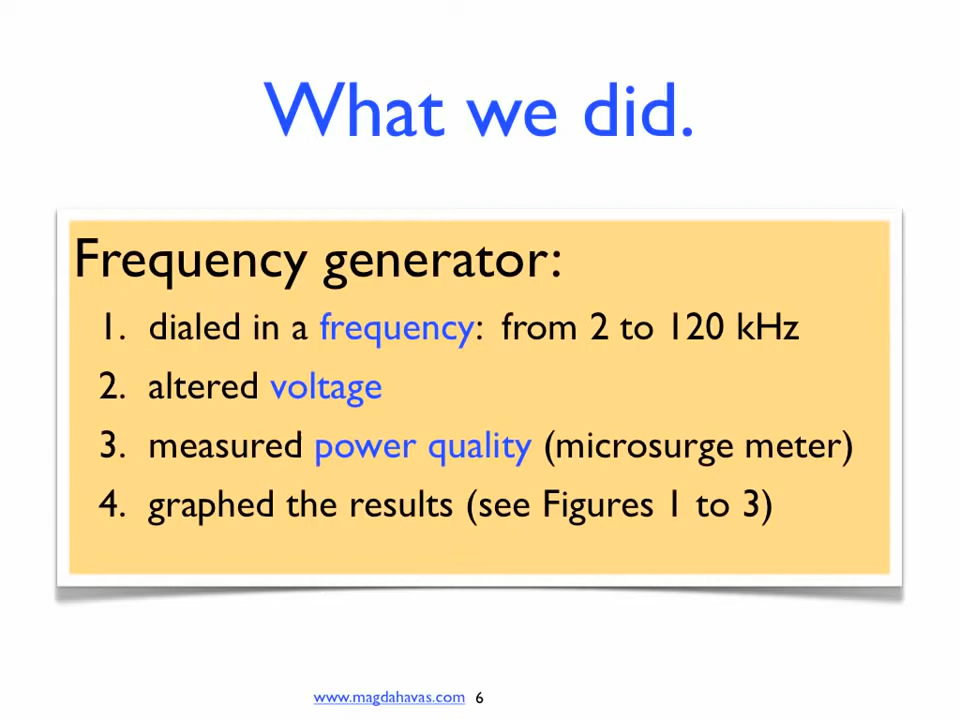 What we did.
Frequency generator:
1. dialed in a frequency: from 2 to 120 kHz
2. altered voltage
3. measured power quality (microsurge meter)
4. graphed the results (see Figures 1 to 3)
www.magdahavas.com 6